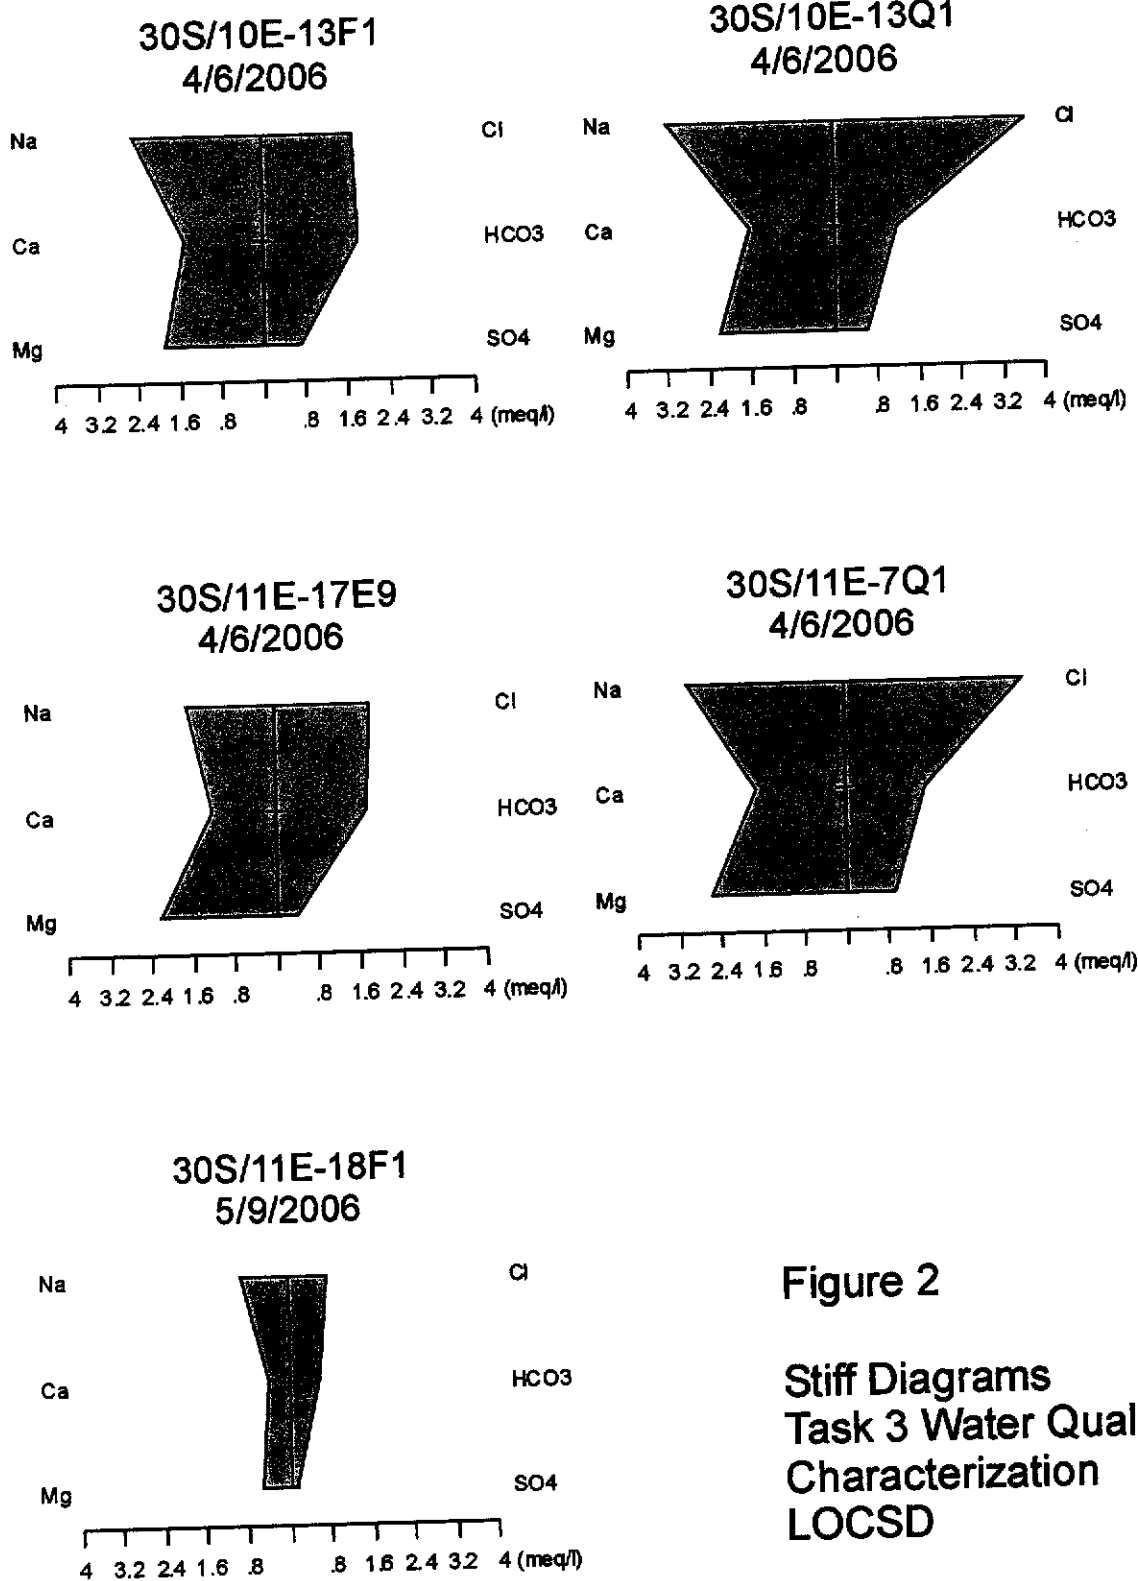 30S/10E-13F1
4/6/2006
Na
Cl
Ca
HCO3
Mg
SO4
4 3.2 2.4 1.6 .8 .8 1.6 2.4 3.2 4 (meq/l)
30S/10E-13Q1
4/6/2006
Na
Cl
Ca
HCO3
Mg
SO4
4 3.2 2.4 1.6 .8 .8 1.6 2.4 3.2 4 (meq/l)
30S/11E-17E9
4/6/2006
Na
Cl
Ca
HCO3
Mg
SO4
4 3.2 2.4 1.6 .8 .8 1.6 2.4 3.2 4 (meq/l)
30S/11E-7Q1
4/6/2006
Na
Cl
Ca
HCO3
Mg
SO4
4 3.2 2.4 1.6 .8 .8 1.6 2.4 3.2 4 (meq/l)
30S/11E-18F1
5/9/2006
Na
Cl
Ca
HCO3
Mg
SO4
4 3.2 2.4 1.6 .8 .8 1.6 2.4 3.2 4 (meq/l)
Figure 2
Stiff Diagrams
Task 3 Water Qual
Characterization
LOCSD